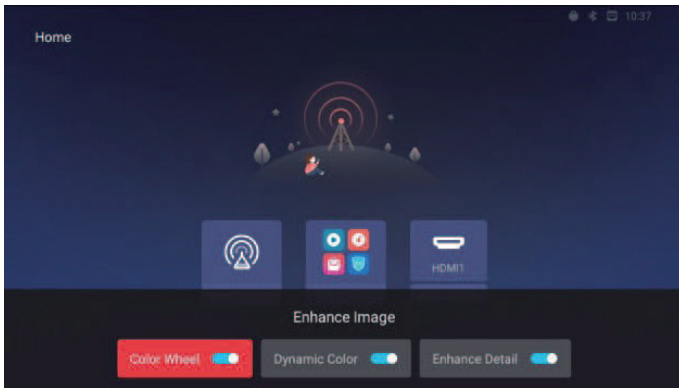 10:37
Home
HDMI1
Enhance Image
Color Wheel
Dynamic Color
Enhance Detail